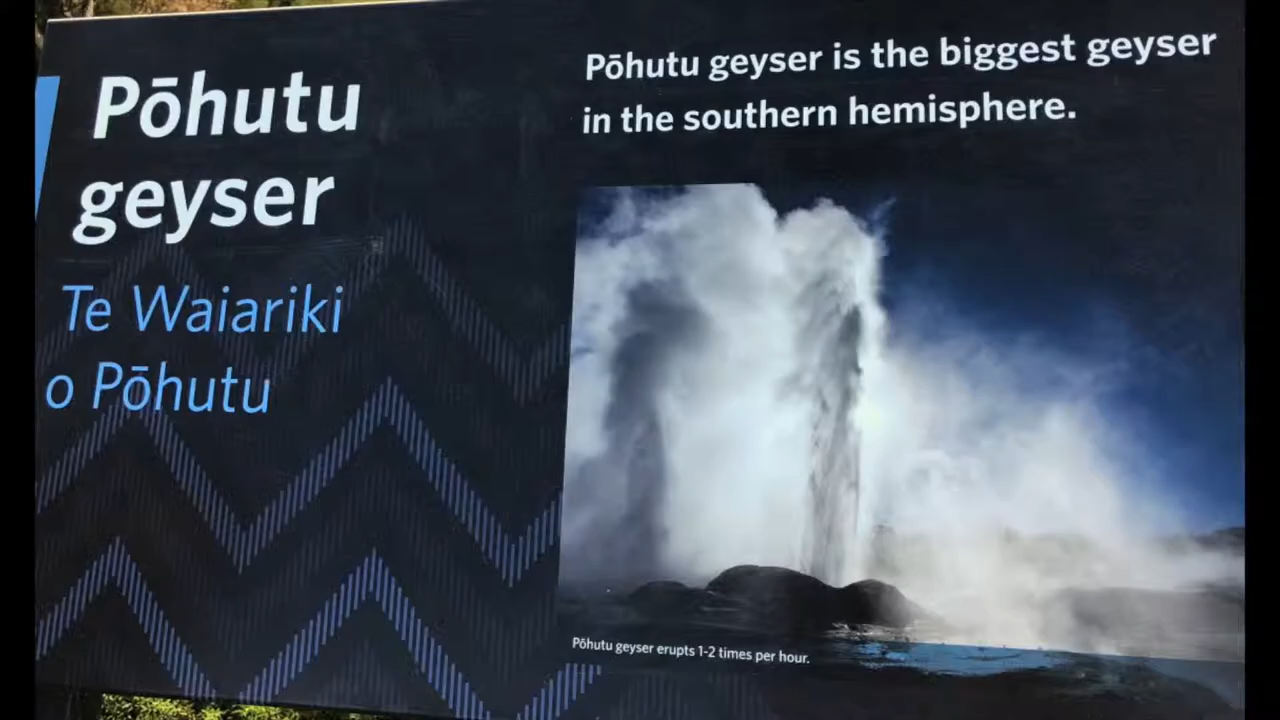 Pōhutu
geyser
Te Waiariki
o Pōhutu
Pōhutu geyser is the biggest geyser
in the southern hemisphere.
Pōhutu geyser erupts 1-2 times per hour.